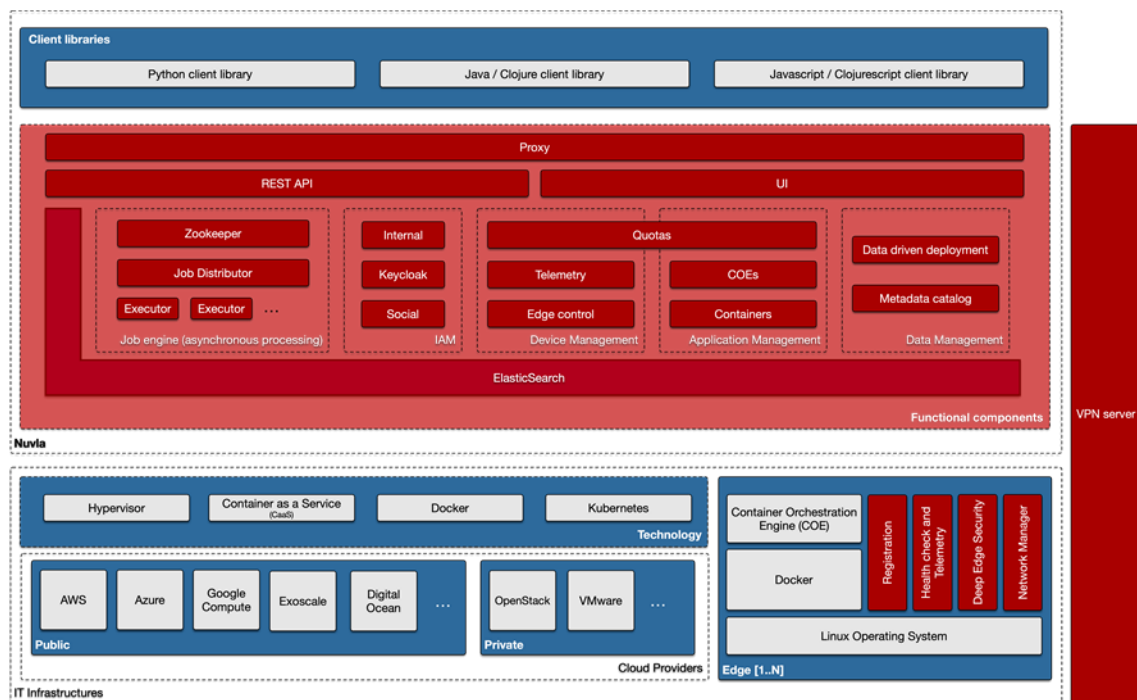 Client libraries
Python client library
Java / Clojure client library
Javascript / Clojurescript client library
Proxy
REST API
UI
Zookeeper
Job Distributor
Executor
Executor
...
Job engine (asynchronous processing)
Internal
Keycloak
Social
IAM
Quotas
Telemetry
Edge control
Device Management
COEs
Containers
Application Management
Data driven deployment
Metadata catalog
Data Management
ElasticSearch
Functional components
Nuvla
VPN server
Hypervisor
Container as a Service
(CaaS)
Docker
Kubernetes
Technology
AWS
Azure
Google
Compute
Exoscale
Digital
Ocean
...
Public
OpenStack
VMware
...
Private
Cloud Providers
Container Orchestration
Engine (COE)
Docker
Registration
Health check and
Telemetry
Deep Edge Security
Network Manager
Linux Operating System
Edge [1..N]
IT Infrastructures